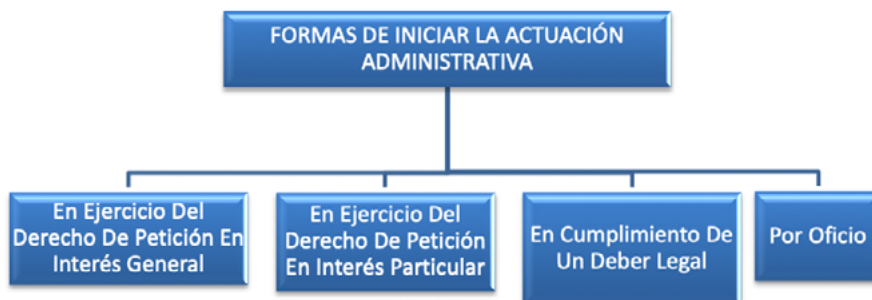 FORMAS DE INICIAR LA ACTUACIÓN
ADMINISTRATIVA
En Ejercicio Del
Derecho De Petición En
Interés General
En Ejercicio Del
Derecho De Petición
En Interés Particular
En Cumplimiento De
Un Deber Legal
Por Oficio